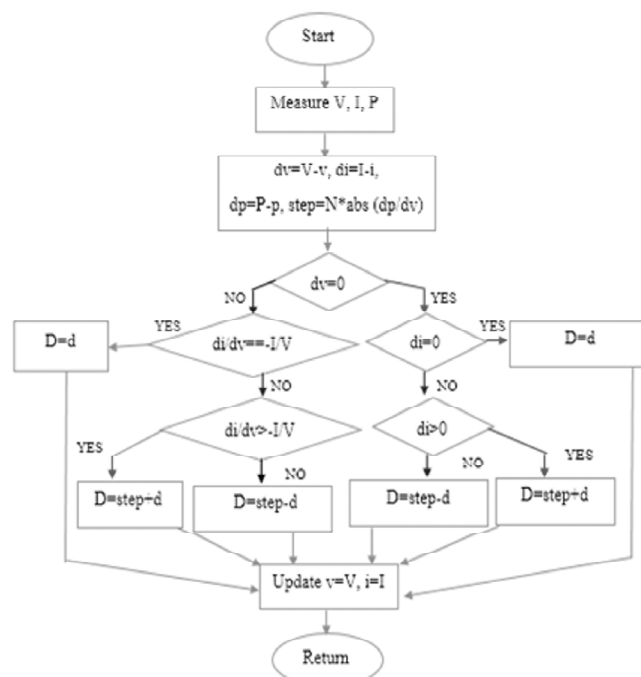 Start
Measure V, I, P
dv=V-v, di=I-i,
dp=P-p, step=N*abs (dp/dv)
dv=0
NO
YES
YES
di/dv==-I/V
di=0
YES
D=d
D=d
NO
NO
di/dv>-I/V
di>0
YES
NO
NO
YES
D=step+d
D=step-d
D=step-d
D=step+d
Update v=V, i=I
Return